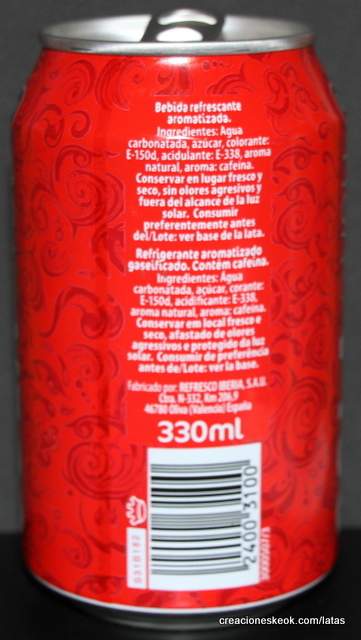 Bebida refrescante
aromatizada.
Ingredientes: Agua
carbonatada, azúcar, colorante:
E-150d, acidulante: E-338, aroma
natural, aroma: cafeína.
Conservar en lugar fresco y
seco, sin olores agresivos y
fuera del alcance de la luz
solar. Consumir
preferentemente antes
del/Lote: ver base de la lata.
Refrigerante aromatizado
gaseificado. Contém cafeína.
Ingredientes: Água
carbonatada, açúcar, corante:
E-150d, acidificante: E-338,
aroma natural, aroma: cafeína.
Conservar em local fresco e
seco, afastado de olores
agressivos e protegido da luz
solar. Consumir de preferência
antes de/Lote: ver la base.
Fabricado por: REFRESCO IBERIA, S.A.U.
Ctra. N-332, Km 206,9
46780 Oliva (Valencia) España
330ml
2400 3100
creacioneskeok.com/latas